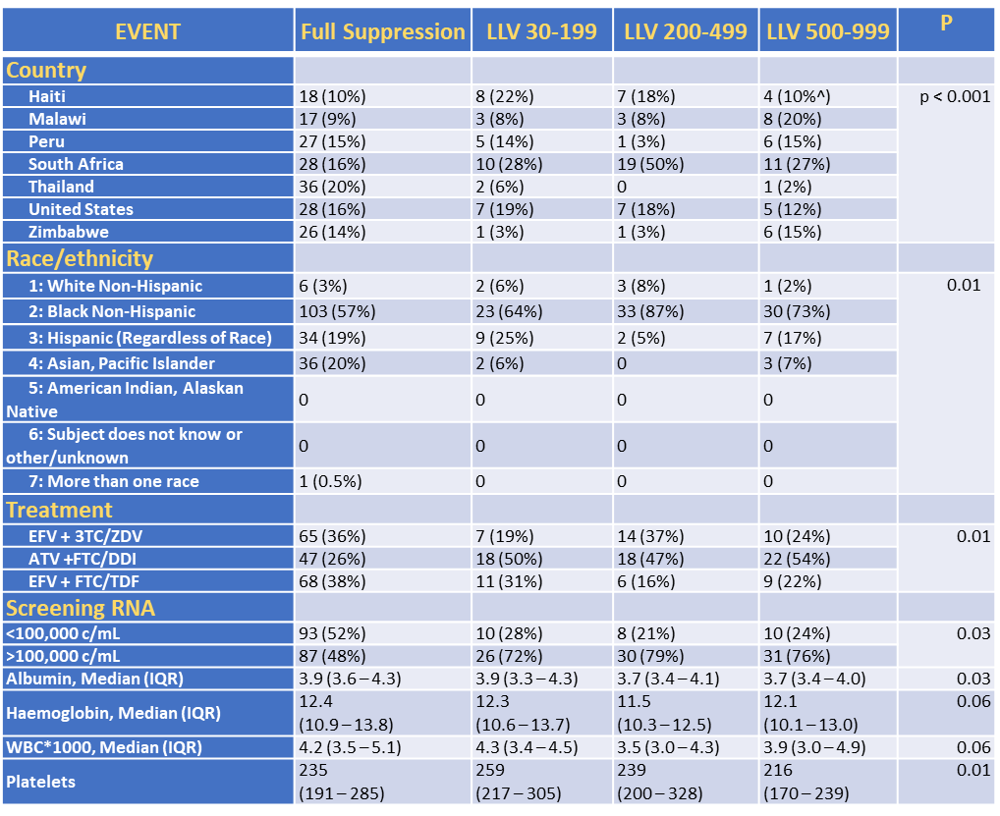 EVENT Full Suppression LLV 30-199 LLV 200-499 LLV 500-999 P
Country
Haiti 18 (10%) 8 (22%) 7 (18%) 4 (10%^) p < 0.001
Malawi 17 (9%) 3 (8%) 3 (8%) 8 (20%)
Peru 27 (15%) 5 (14%) 1 (3%) 6 (15%)
South Africa 28 (16%) 10 (28%) 19 (50%) 11 (27%)
Thailand 36 (20%) 2 (6%) 0 1 (2%)
United States 28 (16%) 7 (19%) 7 (18%) 5 (12%)
Zimbabwe 26 (14%) 1 (3%) 1 (3%) 6 (15%)
Race/ethnicity
1: White Non-Hispanic 6 (3%) 2 (6%) 3 (8%) 1 (2%) 0.01
2: Black Non-Hispanic 103 (57%) 23 (64%) 33 (87%) 30 (73%)
3: Hispanic (Regardless of Race) 34 (19%) 9 (25%) 2 (5%) 7 (17%)
4: Asian, Pacific Islander 36 (20%) 2 (6%) 0 3 (7%)
5: American Indian, Alaskan
Native 0 0 0 0
6: Subject does not know or
other/unknown 0 0 0 0
7: More than one race 1 (0.5%) 0 0 0
Treatment
EFV + 3TC/ZDV 65 (36%) 7 (19%) 14 (37%) 10 (24%) 0.01
ATV +FTC/DDI 47 (26%) 18 (50%) 18 (47%) 22 (54%)
EFV + FTC/TDF 68 (38%) 11 (31%) 6 (16%) 9 (22%)
Screening RNA
<100,000 c/mL 93 (52%) 10 (28%) 8 (21%) 10 (24%) 0.03
>100,000 c/mL 87 (48%) 26 (72%) 30 (79%) 31 (76%)
Albumin, Median (IQR) 3.9 (3.6 – 4.3) 3.9 (3.3 – 4.3) 3.7 (3.4 – 4.1) 3.7 (3.4 – 4.0) 0.03
Haemoglobin, Median (IQR) 12.4 12.3 11.5 12.1 0.06
(10.9 – 13.8) (10.6 – 13.7) (10.3 – 12.5) (10.1 – 13.0)
WBC*1000, Median (IQR) 4.2 (3.5 – 5.1) 4.3 (3.4 – 4.5) 3.5 (3.0 – 4.3) 3.9 (3.0 – 4.9) 0.06
Platelets 235 259 239 216 0.01
(191 – 285) (217 – 305) (200 – 328) (170 – 239)